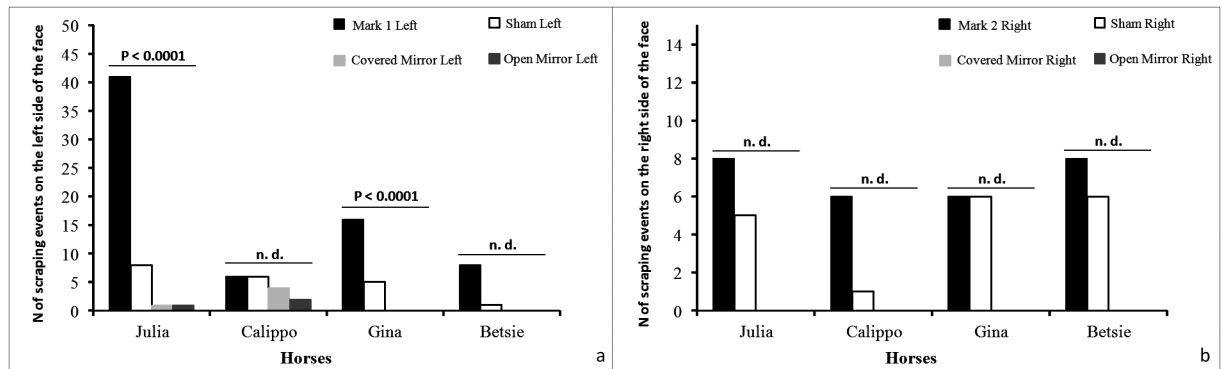 N of scraping events on the left side of the face
50
45
40
35
30
25
20
15
10
5
0
Mark 1 Left
Sham Left
Covered Mirror Left
Open Mirror Left
P < 0.0001
n. d.
P < 0.0001
n. d.
Julia
Calippo
Gina
Betsie
Horses
a
N of scraping events on the right side of the face
14
12
10
8
6
4
2
0
Mark 2 Right
Sham Right
Covered Mirror Right
Open Mirror Right
n. d.
n. d.
n. d.
n. d.
Julia
Calippo
Gina
Betsie
Horses
b